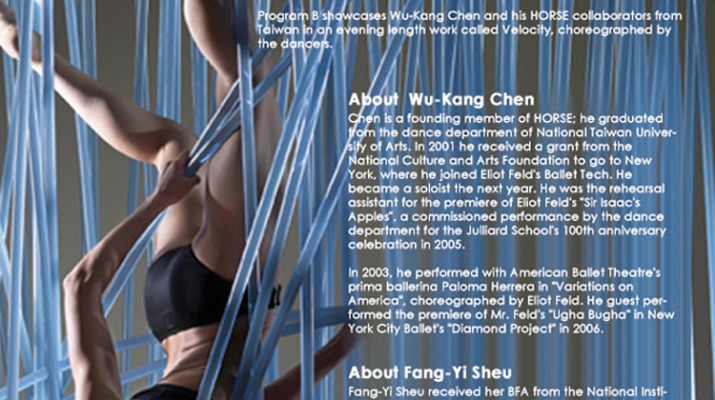 Program B showcases Wu-Kang Chen and his HORSE collaborators from
Taiwan in an evening length work called Velocity, choreographed by
the dancers.
About Wu-Kang Chen
Chen is a founding member of HORSE; he graduated
from the dance department of National Taiwan Univer-
sity of Arts. In 2001 he received a grant from the
National Culture and Arts Foundation to go to New
York, where he joined Eliot Feld's Ballet Tech. He
became a soloist the next year. He was the rehearsal
assistant for the premiere of Eliot Feld's "Sir Isaac's
Apples", a commissioned performance by the dance
department for the Julliard School's 100th anniversary
celebration in 2005.
In 2003, he performed with American Ballet Theatre's
prima ballerina Paloma Herrera in "Variations on
America", choreographed by Eliot Feld. He guest per-
formed the premiere of Mr. Feld's "Ugha Bugha" in New
York City Ballet's "Diamond Project" in 2006.
About Fang-Yi Sheu
Fang-Yi Sheu received her BFA from the National Insti-